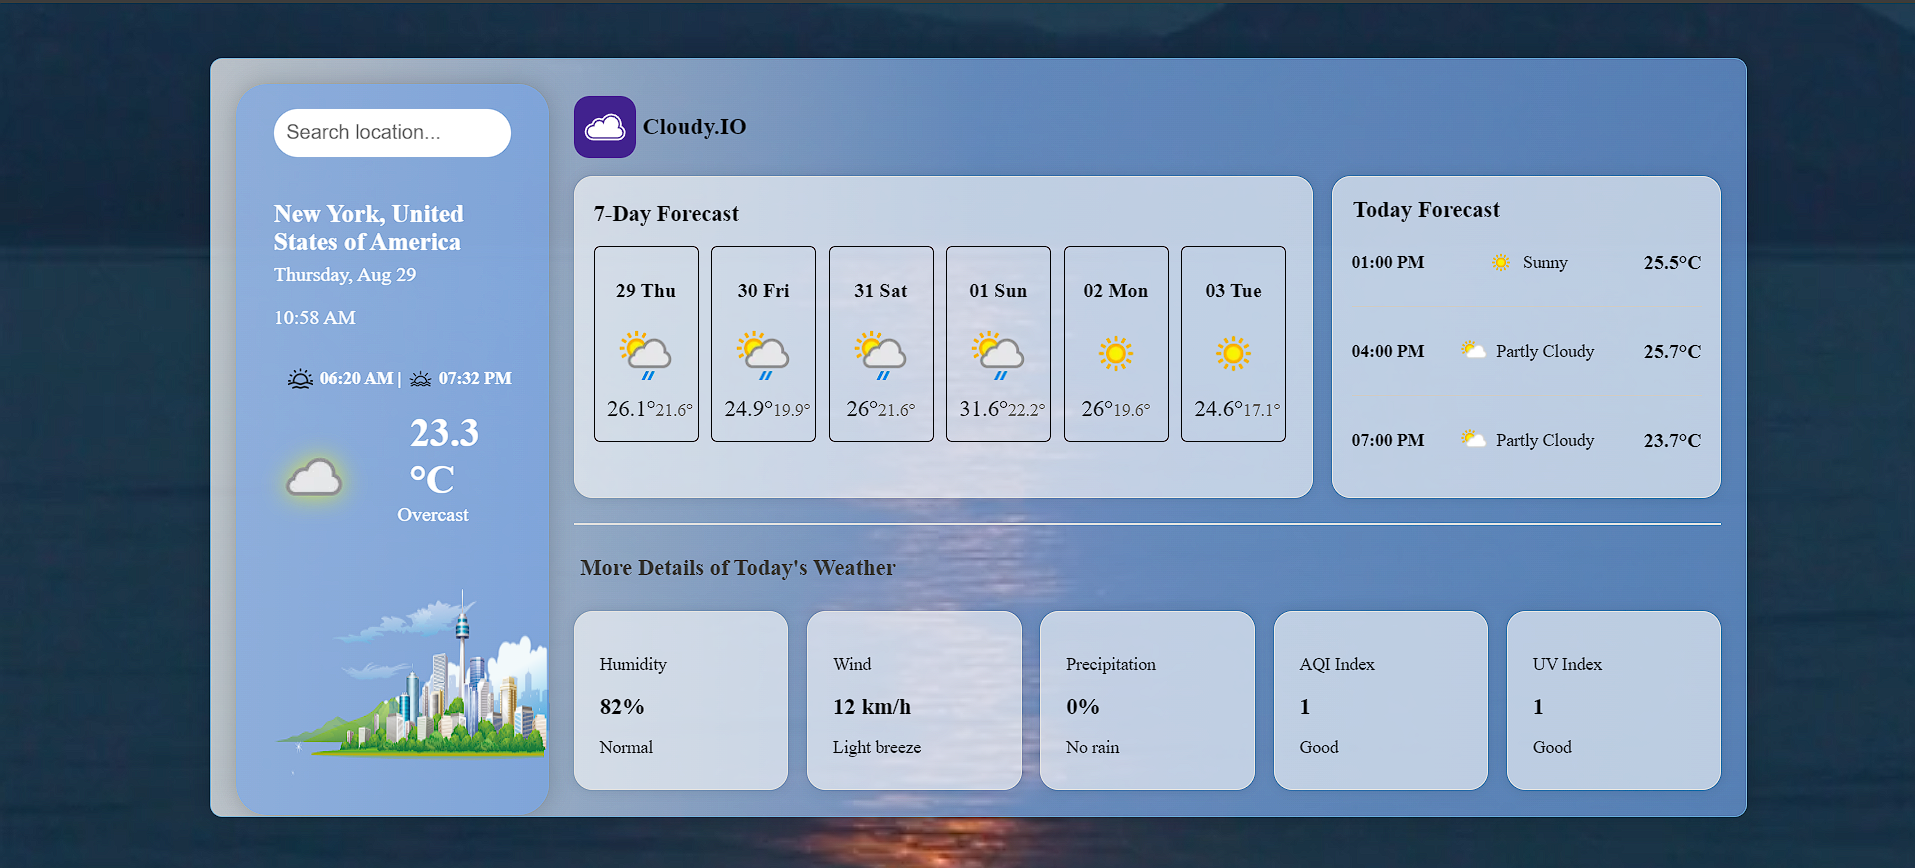 Search location...
New York, United
States of America
Thursday, Aug 29
10:58 AM
06:20 AM | 07:32 PM
23.3
°C
Overcast
Cloudy.IO
7-Day Forecast
29 Thu 30 Fri 31 Sat 01 Sun 02 Mon 03 Tue
26.1°21.6° 24.9°19.9° 26°21.6° 31.6°22.2° 26°19.6° 24.6°17.1°
Today Forecast
01:00 PM Sunny 25.5°C
04:00 PM Partly Cloudy 25.7°C
07:00 PM Partly Cloudy 23.7°C
More Details of Today's Weather
Humidity
82%
Normal
Wind
12 km/h
Light breeze
Precipitation
0%
No rain
AQI Index
1
Good
UV Index
1
Good